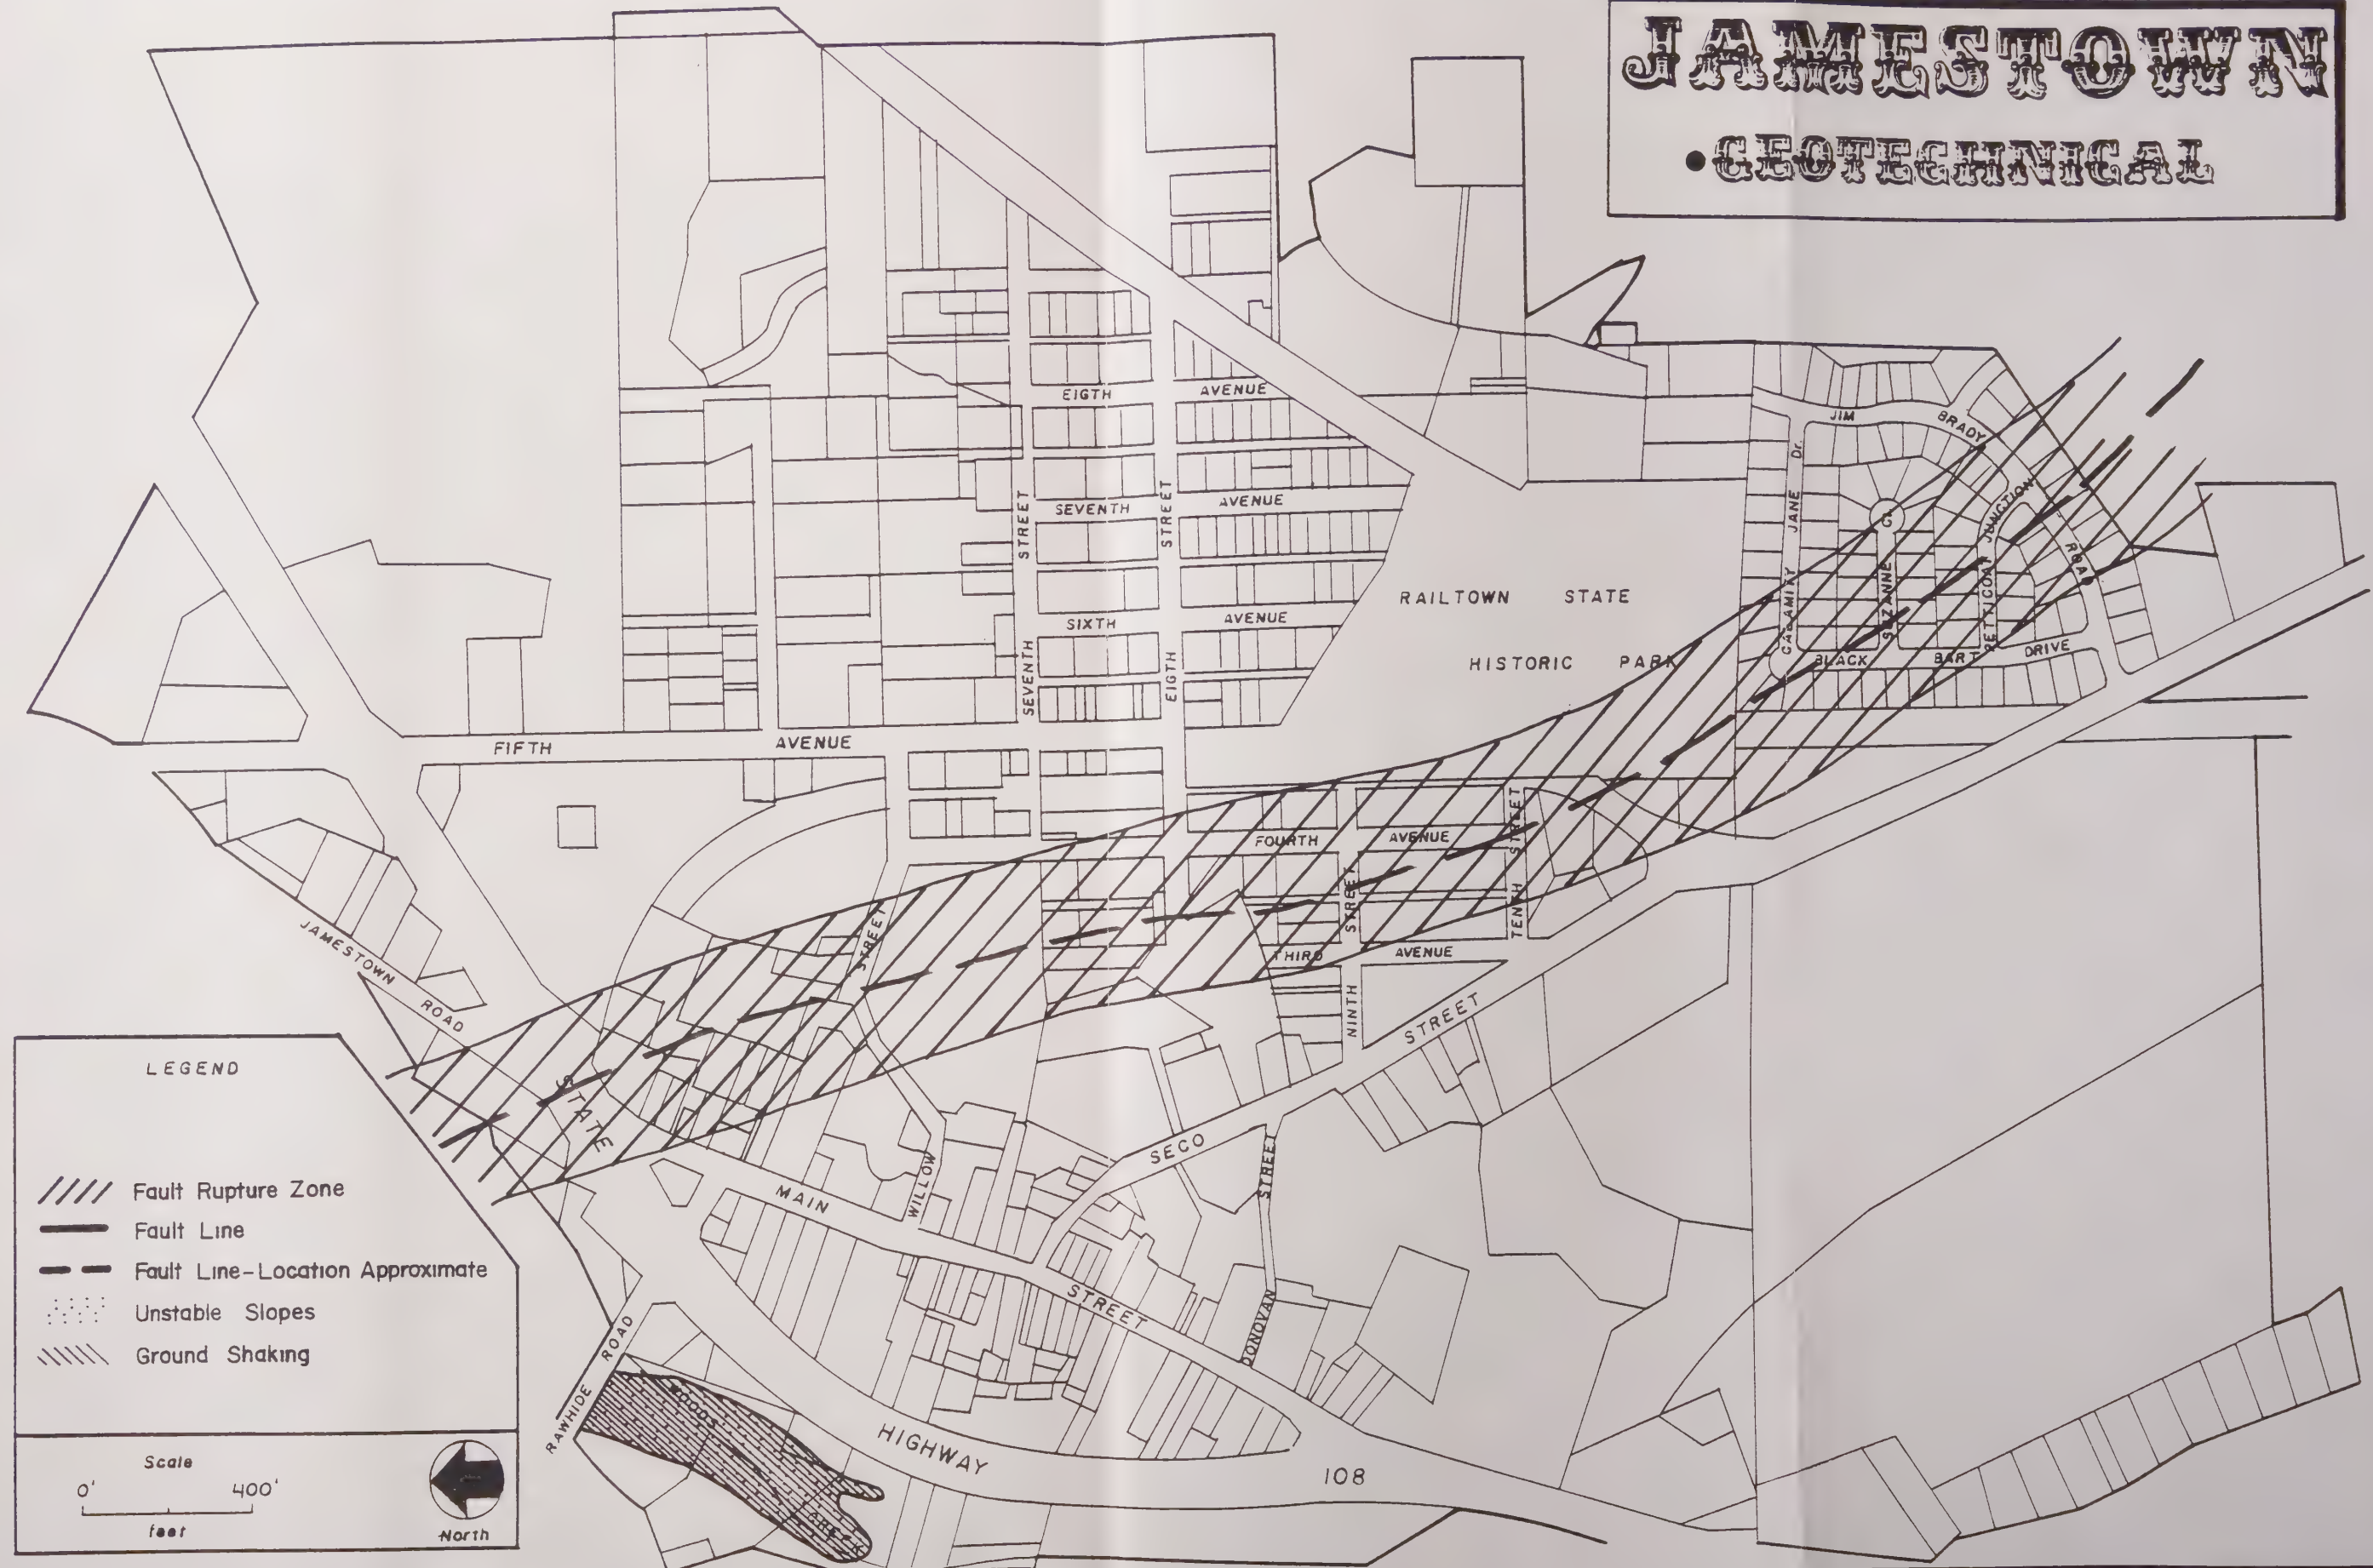 JAMESTOWN
• GEOTECHNICAL
EIGTH AVENUE
SEVENTH AVENUE
SIXTH AVENUE
FIFTH AVENUE
FOURTH AVENUE
THIRD AVENUE
SEVENTH STREET
EIGTH STREET
NINTH STREET
TENTH STREET
RAILTOWN STATE
HISTORIC PARK
JIM BRADY ROAD
CALAMITY JANE Dr.
SUZANNE Ct.
PETTICOAT JUNCTION
BLACK BART DRIVE
JAMESTOWN ROAD
STATE
HIGHWAY
108
WILLOW STREET
MAIN STREET
SECO STREET
DONOVAN STREET
RAWHIDE ROAD
WOODS
CREEK
LEGEND
Fault Rupture Zone
Fault Line
Fault Line-Location Approximate
Unstable Slopes
Ground Shaking
Scale
0' 400'
feet
North